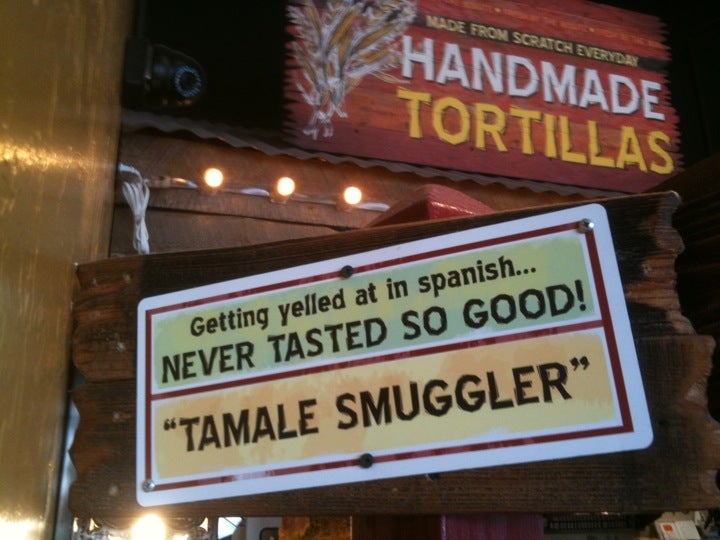 MADE FROM SCRATCH EVERYDAY
HANDMADE
TORTILLAS
Getting yelled at in spanish...
NEVER TASTED SO GOOD!
“TAMALE SMUGGLER”